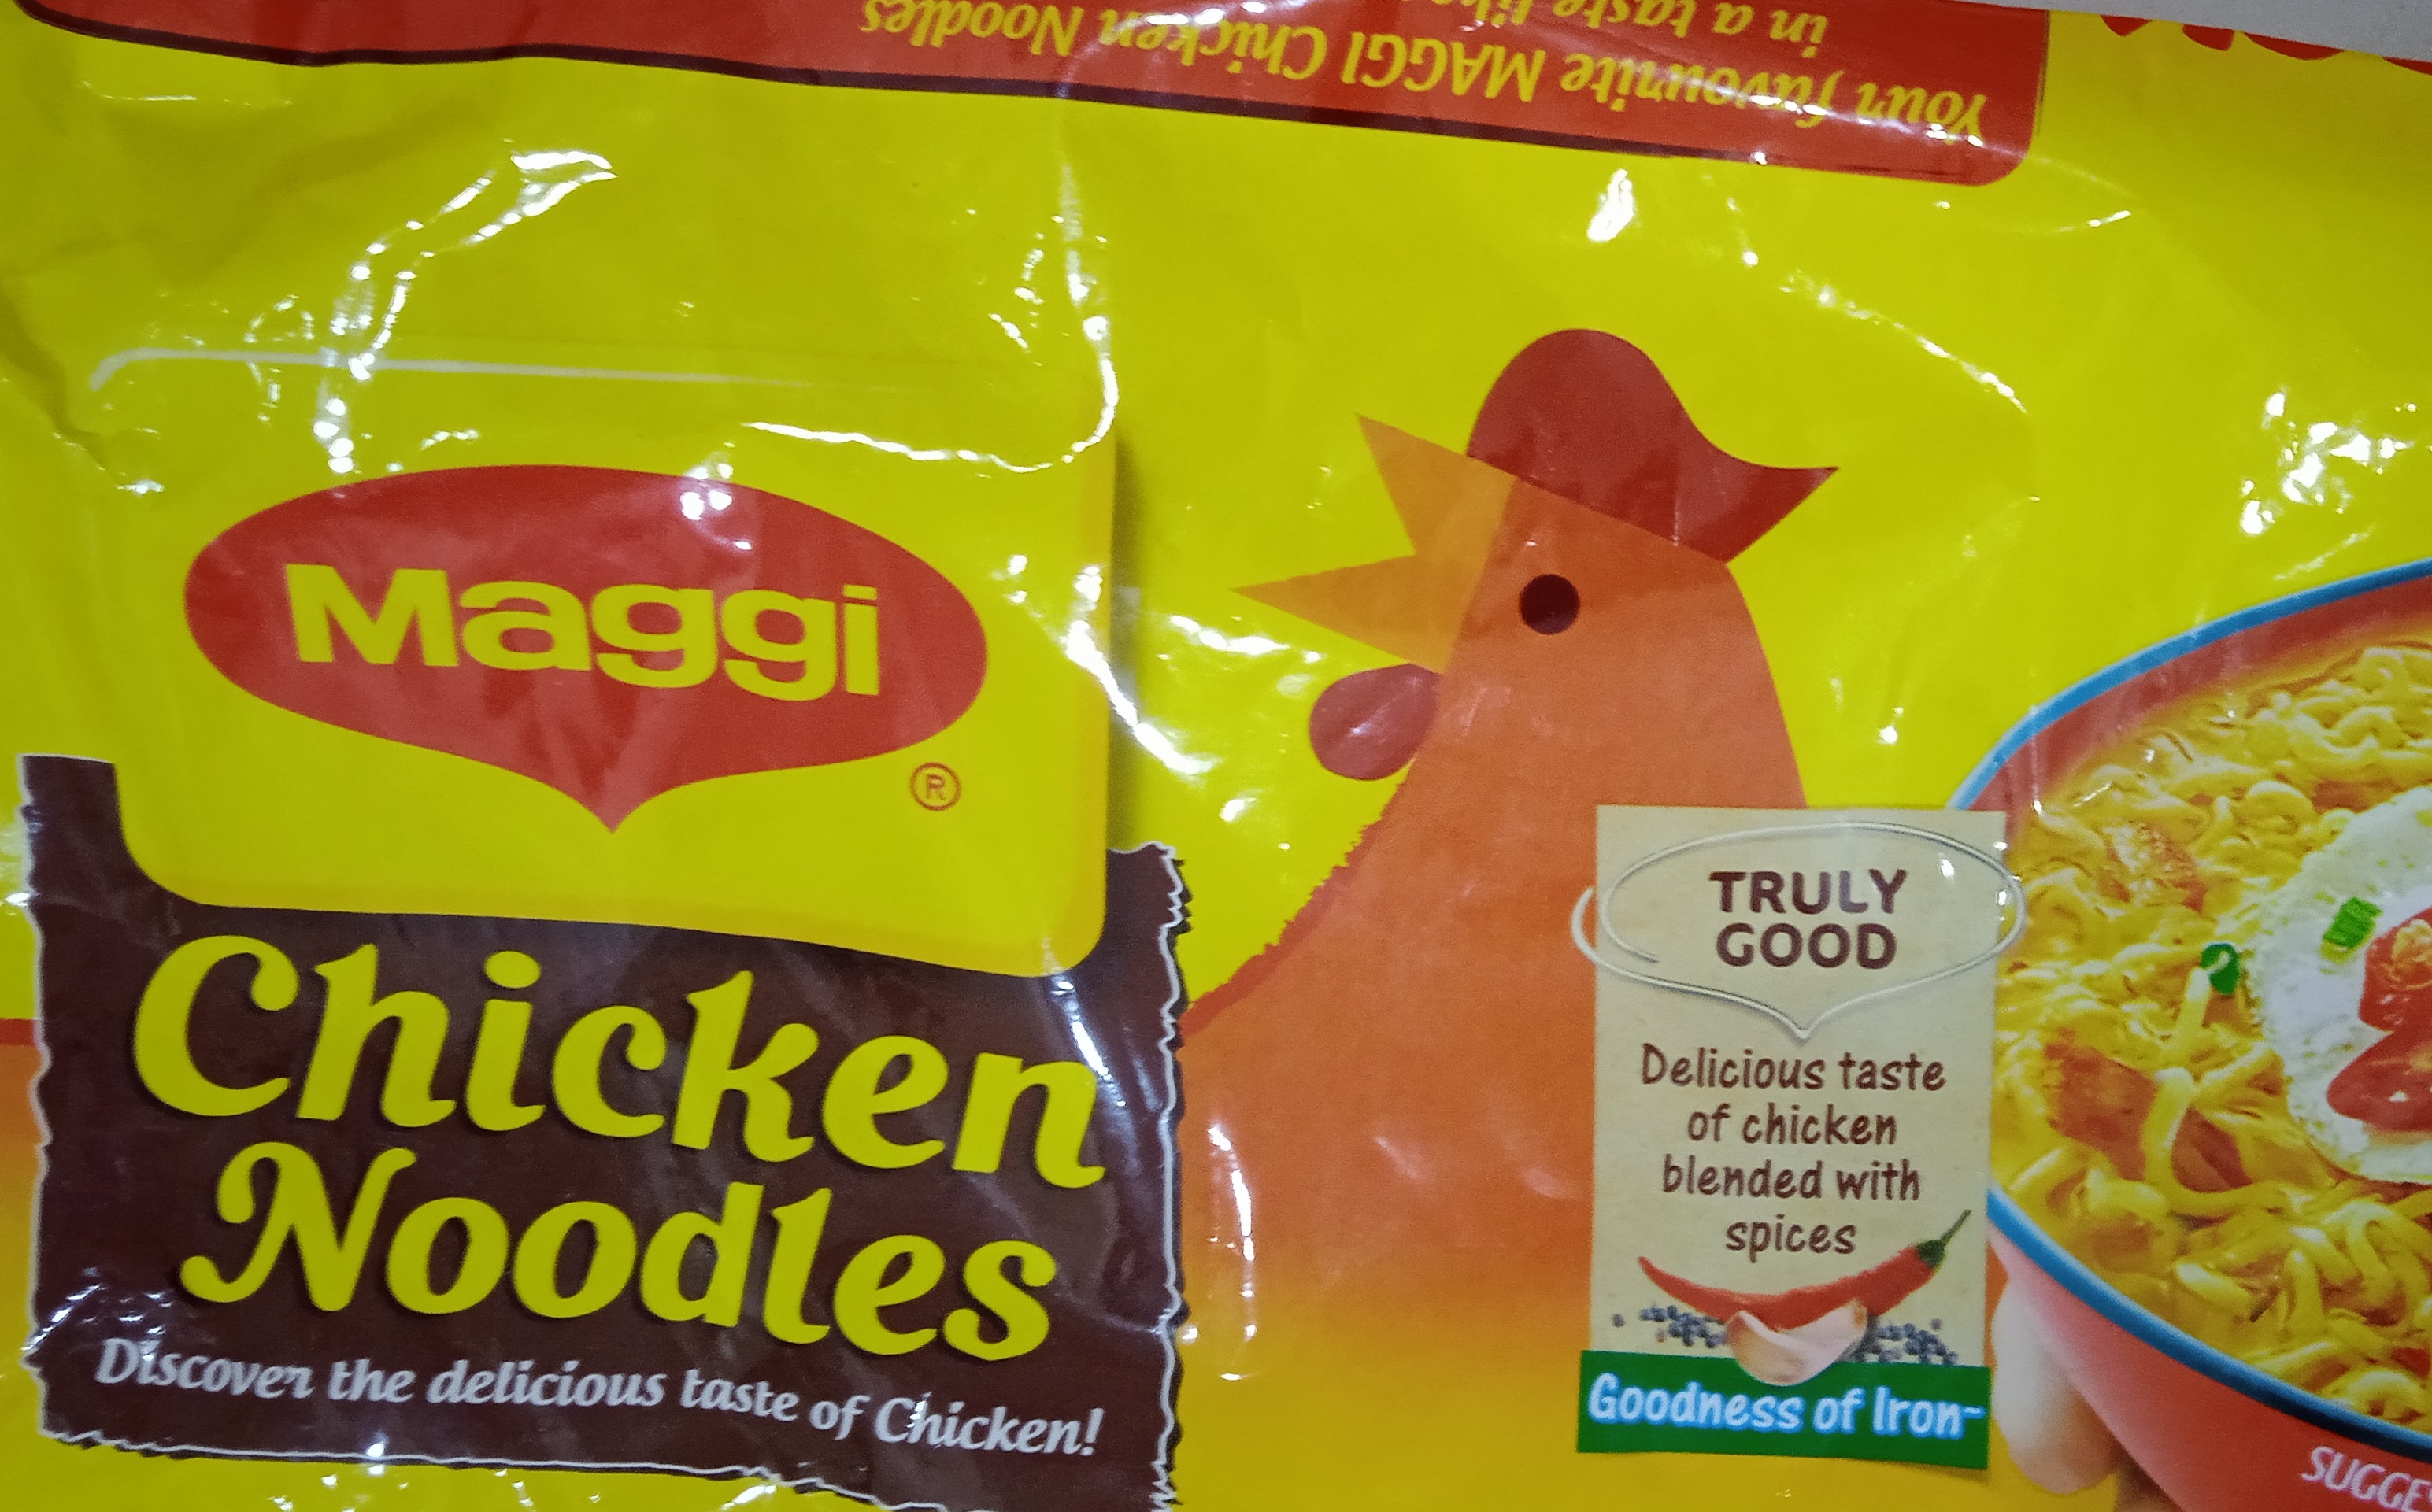 Your favourite MAGGI Chicken Noodles
in a taste like
Maggi
®
Chicken
Noodles
Discover the delicious taste of Chicken!
TRULY
GOOD
Delicious taste
of chicken
blended with
spices
Goodness of Iron~